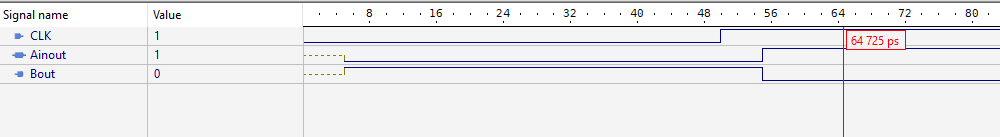 Signal name Value 8 16 24 32 40 48 56 64 72 80
CLK 1
64 725 ps
Ainout 1
Bout 0